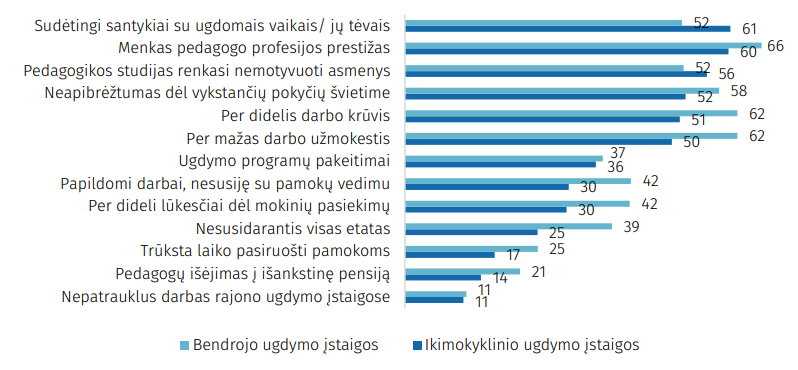 Sudėtingi santykiai su ugdomais vaikais/ jų tėvais 52 61
Menkas pedagogo profesijos prestižas 66 60
Pedagogikos studijas renkasi nemotyvuoti asmenys 52 56
Neapibrėžtumas dėl vykstančių pokyčių švietime 58 52
Per didelis darbo krūvis 62 51
Per mažas darbo užmokestis 62 50
Ugdymo programų pakeitimai 37 36
Papildomi darbai, nesusiję su pamokų vedimu 42 30
Per dideli lūkesčiai dėl mokinių pasiekimų 42 30
Nesusidarantis visas etatas 39 25
Trūksta laiko pasiruošti pamokoms 25 17
Pedagogų išėjimas į išankstinę pensiją 21 14
Nepatrauklus darbas rajono ugdymo įstaigose 11 11
Bendrojo ugdymo įstaigos Ikimokyklinio ugdymo įstaigos